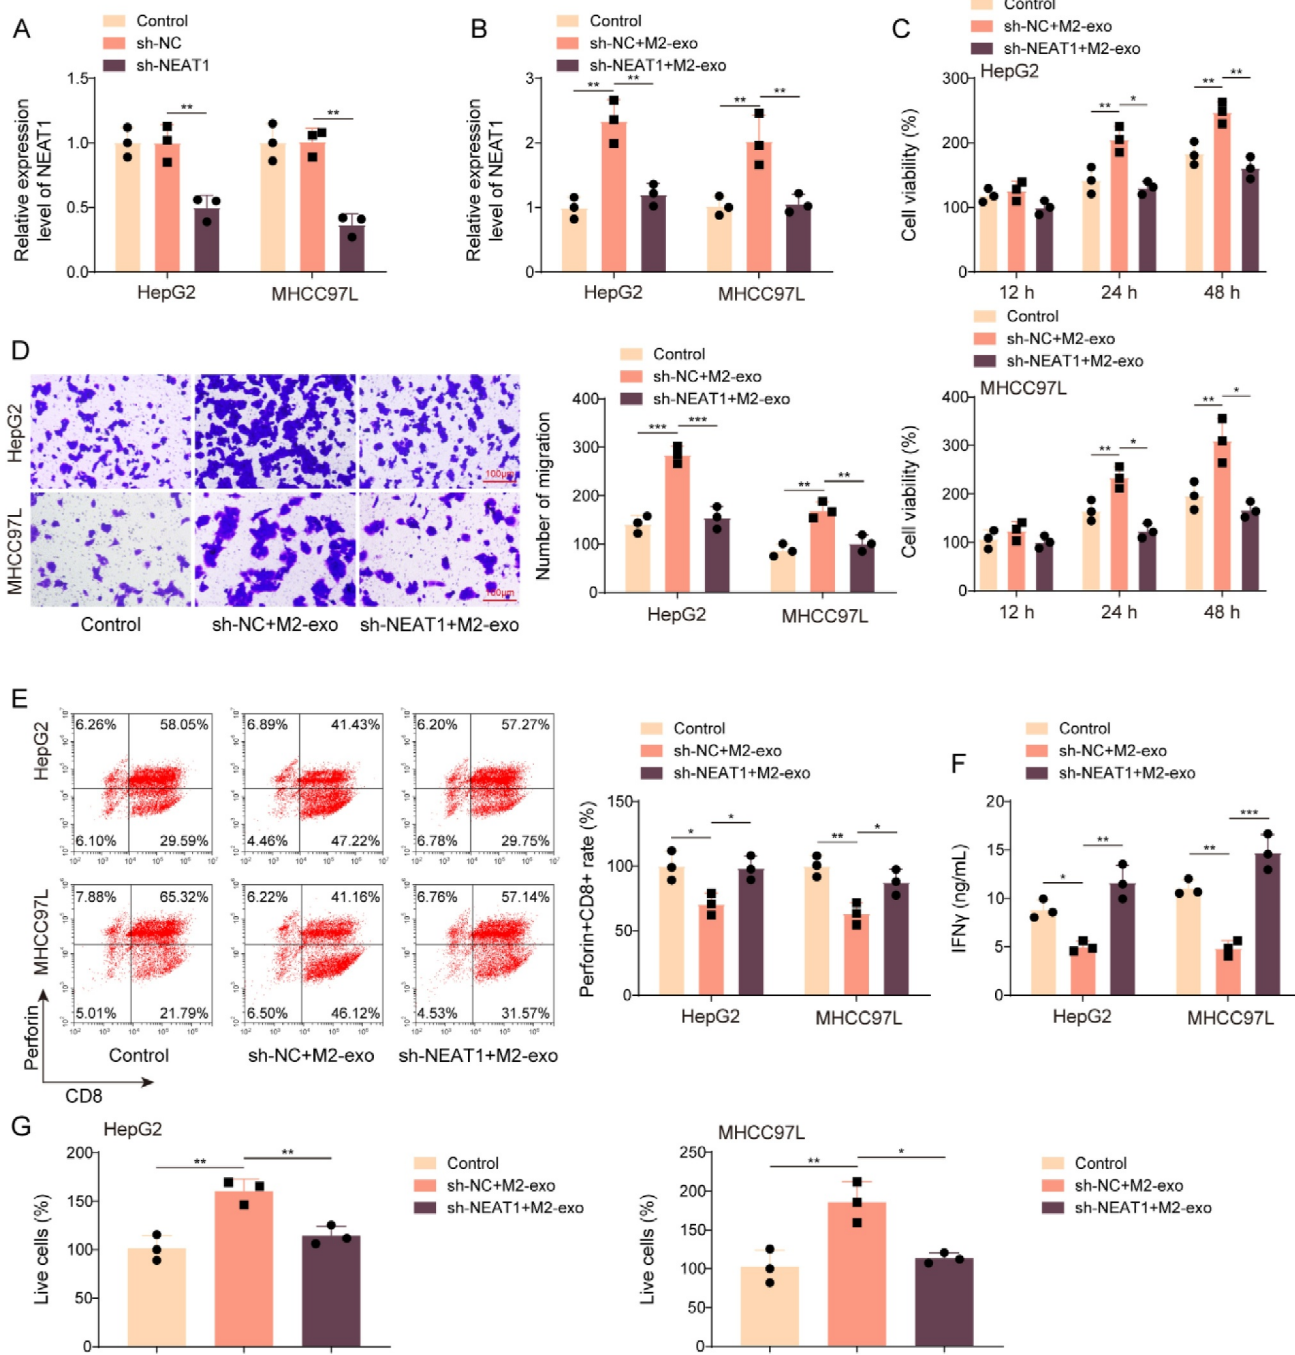 A
Control
sh-NC
sh-NEAT1
Relative expression
level of NEAT1
1.5
1.0
0.5
0.0
HepG2
MHCC97L
**
**
B
Control
sh-NC+M2-exo
sh-NEAT1+M2-exo
Relative expression
level of NEAT1
3
2
1
0
**
**
**
**
HepG2
MHCC97L
C
Control
sh-NC+M2-exo
sh-NEAT1+M2-exo
HepG2
Cell viability (%)
300
200
100
0
**
*
**
**
12 h
24 h
48 h
Control
sh-NC+M2-exo
sh-NEAT1+M2-exo
MHCC97L
Cell viability (%)
400
300
200
100
0
**
*
**
*
12 h
24 h
48 h
D
HepG2
MHCC97L
100μm
100μm
Control
sh-NC+M2-exo
sh-NEAT1+M2-exo
Control
sh-NC+M2-exo
sh-NEAT1+M2-exo
Number of migration
400
300
200
100
0
***
***
**
**
HepG2
MHCC97L
E
HepG2
6.26% 58.05%
6.10% 29.59%
6.89% 41.43%
4.46% 47.22%
6.20% 57.27%
6.78% 29.75%
MHCC97L
7.88% 65.32%
5.01% 21.79%
6.22% 41.16%
6.50% 46.12%
6.76% 57.14%
4.53% 31.57%
Perforin
CD8
Control
sh-NC+M2-exo
sh-NEAT1+M2-exo
Control
sh-NC+M2-exo
sh-NEAT1+M2-exo
Perforin+CD8+ rate (%)
150
100
50
0
*
*
**
*
HepG2
MHCC97L
F
Control
sh-NC+M2-exo
sh-NEAT1+M2-exo
IFNγ (ng/mL)
20
15
10
5
0
*
**
**
***
HepG2
MHCC97L
G
HepG2
Live cells (%)
200
150
100
50
0
**
**
Control
sh-NC+M2-exo
sh-NEAT1+M2-exo
MHCC97L
Live cells (%)
250
200
150
100
50
0
**
*
Control
sh-NC+M2-exo
sh-NEAT1+M2-exo